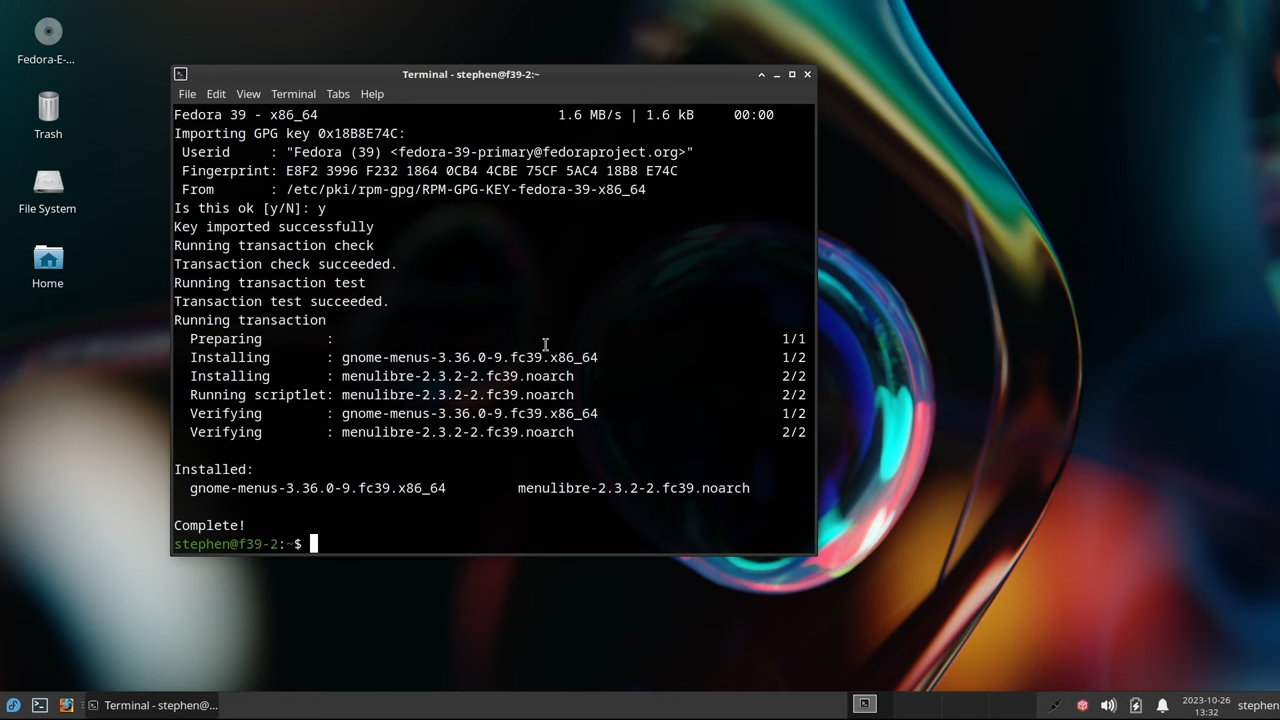 Fedora-E-...
Trash
File System
Home
Terminal - stephen@f39-2:~
File Edit View Terminal Tabs Help
Fedora 39 - x86_64 1.6 MB/s | 1.6 kB 00:00
Importing GPG key 0x18B8E74C:
Userid : "Fedora (39) <fedora-39-primary@fedoraproject.org>"
Fingerprint: E8F2 3996 F232 1864 0CB4 4CBE 75CF 5AC4 18B8 E74C
From : /etc/pki/rpm-gpg/RPM-GPG-KEY-fedora-39-x86_64
Is this ok [y/N]: y
Key imported successfully
Running transaction check
Transaction check succeeded.
Running transaction test
Transaction test succeeded.
Running transaction
Preparing : 1/1
Installing : gnome-menus-3.36.0-9.fc39.x86_64 1/2
Installing : menulibre-2.3.2-2.fc39.noarch 2/2
Running scriptlet: menulibre-2.3.2-2.fc39.noarch 2/2
Verifying : gnome-menus-3.36.0-9.fc39.x86_64 1/2
Verifying : menulibre-2.3.2-2.fc39.noarch 2/2
Installed:
gnome-menus-3.36.0-9.fc39.x86_64 menulibre-2.3.2-2.fc39.noarch
Complete!
stephen@f39-2:~$
Terminal - stephen@...
2023-10-26
13:32
stephen